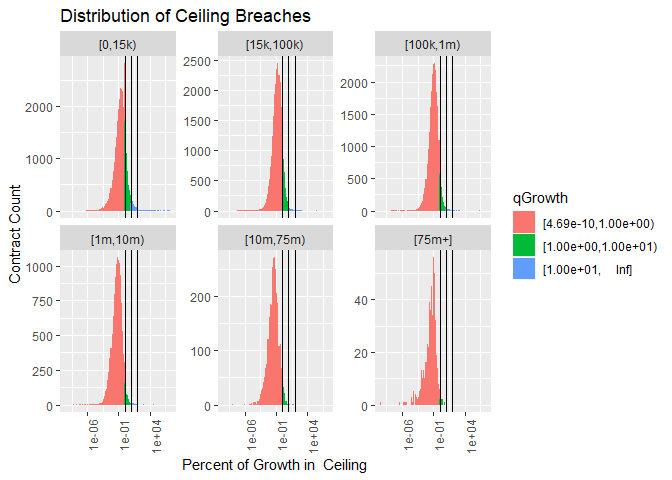 Distribution of Ceiling Breaches
[0,15k)
[15k,100k)
[100k,1m)
2000
1000
0
2500
2000
1500
1000
500
0
2000
1500
1000
500
0
[1m,10m)
[10m,75m)
[75m+]
1000
750
500
250
0
200
100
0
40
20
0
1e-06
1e-01
1e+04
1e-06
1e-01
1e+04
1e-06
1e-01
1e+04
Percent of Growth in  Ceiling
Contract Count
qGrowth
[4.69e-10,1.00e+00)
[1.00e+00,1.00e+01)
[1.00e+01,    Inf]